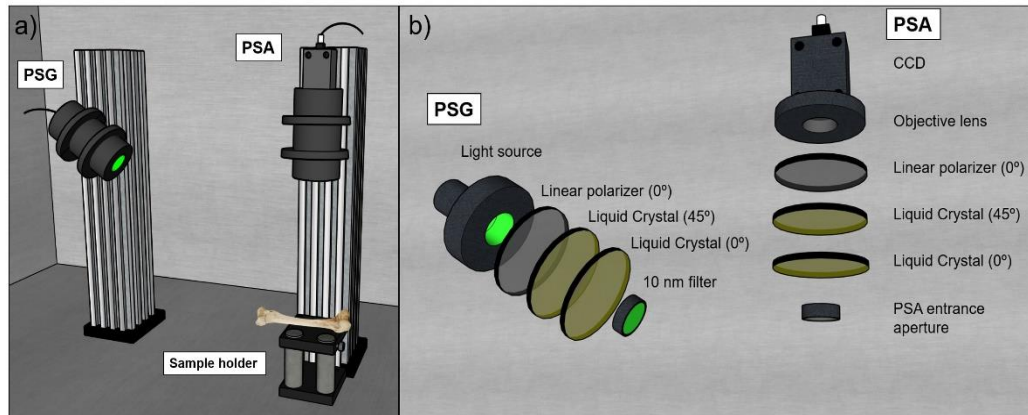 a)
PSG
PSA
Sample holder
b)
PSG
Light source
Linear polarizer (0º)
Liquid Crystal (45º)
Liquid Crystal (0º)
10 nm filter
PSA
CCD
Objective lens
Linear polarizer (0º)
Liquid Crystal (45º)
Liquid Crystal (0º)
PSA entrance
aperture